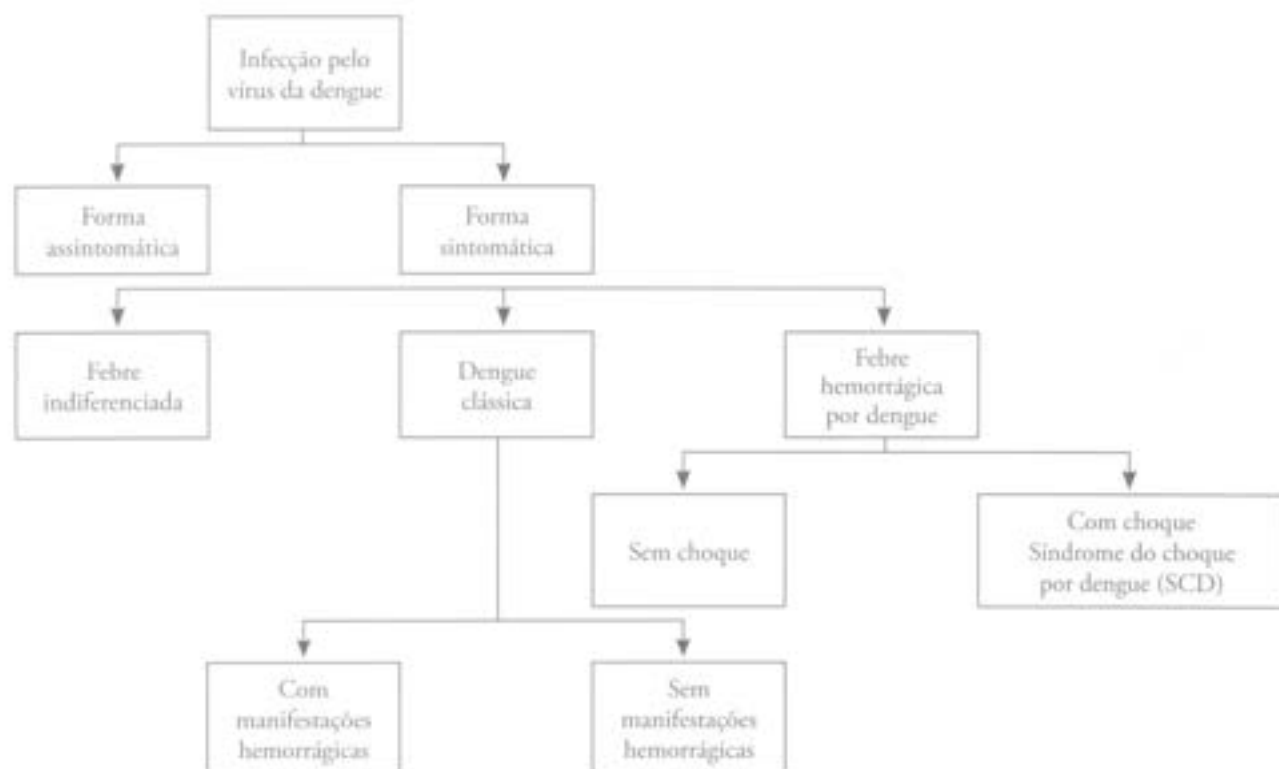 Infecção pelo
vírus da dengue
Forma
assintomática
Forma
sintomática
Febre
indiferenciada
Dengue
clássica
Febre
hemorrágica
por dengue
Sem choque
Com choque
Síndrome do choque
por dengue (SCD)
Com
manifestações
hemorrágicas
Sem
manifestações
hemorrágicas